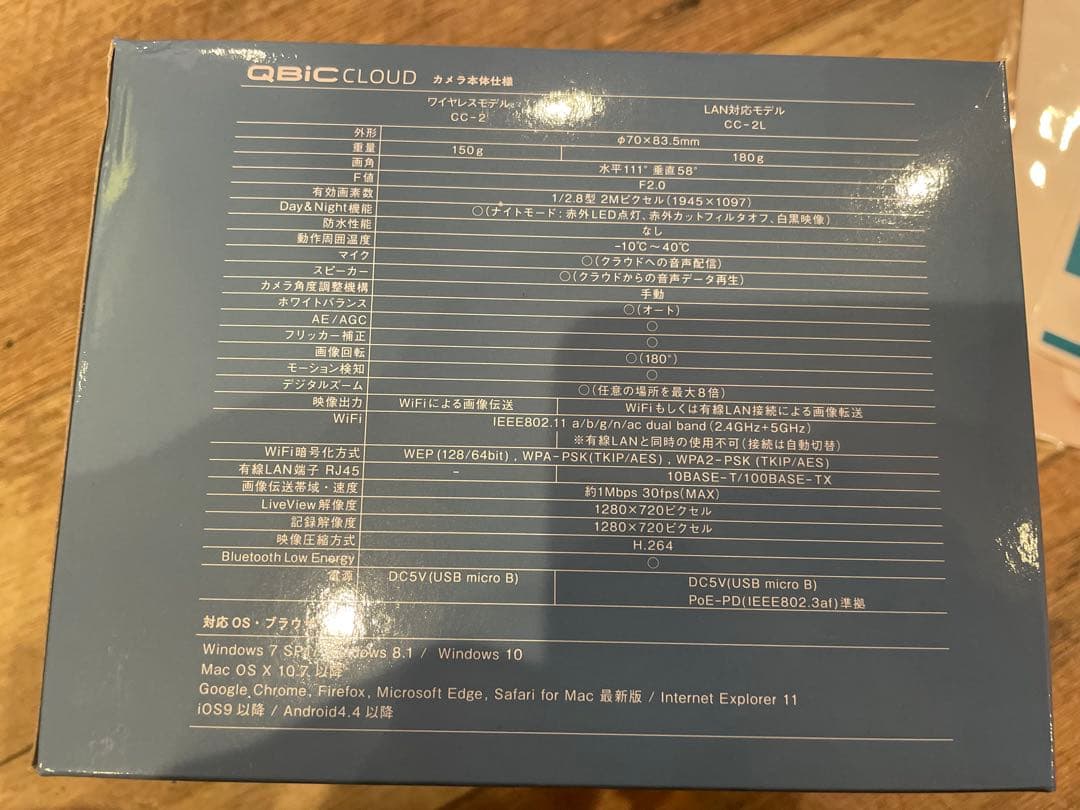 QBiC CLOUD カメラ本体仕様
ワイヤレスモデル CC-2 LAN対応モデル CC-2L
外形 φ70×83.5mm
重量 150g 180g
画角 水平111° 垂直58°
F値 F2.0
有効画素数 1/2.8型 2Mピクセル(1945×1097)
Day&Night機能 ○(ナイトモード:赤外LED点灯、赤外カットフィルタオフ、白黒映像)
防水性能 なし
動作周囲温度 -10℃〜40℃
マイク ○(クラウドへの音声配信)
スピーカー ○(クラウドからの音声データ再生)
カメラ角度調整機構 手動
ホワイトバランス ○(オート)
AE/AGC ○
フリッカー補正 ○
画像回転 ○(180°)
モーション検知 ○
デジタルズーム ○(任意の場所を最大8倍)
映像出力 WiFiによる画像伝送 WiFiもしくは有線LAN接続による画像転送
WiFi IEEE802.11 a/b/g/n/ac dual band(2.4GHz+5GHz)
※有線LANと同時の使用不可(接続は自動切替)
WiFi暗号化方式 WEP(128/64bit), WPA-PSK(TKIP/AES), WPA2-PSK(TKIP/AES)
有線LAN端子 RJ45 - 10BASE-T/100BASE-TX
画像伝送帯域・速度 約1Mbps 30fps(MAX)
LiveView解像度 1280×720ピクセル
記録解像度 1280×720ピクセル
映像圧縮方式 H.264
Bluetooth Low Energy ○
電源 DC5V(USB micro B) DC5V(USB micro B)
PoE-PD(IEEE802.3af)準拠
対応OS・ブラウ
Windows 7 8.1 / Windows 10
Mac OS X 10.7 以降
Google Chrome, Firefox, Microsoft Edge, Safari for Mac 最新版 / Internet Explorer 11
iOS9以降 / Android4.4以降